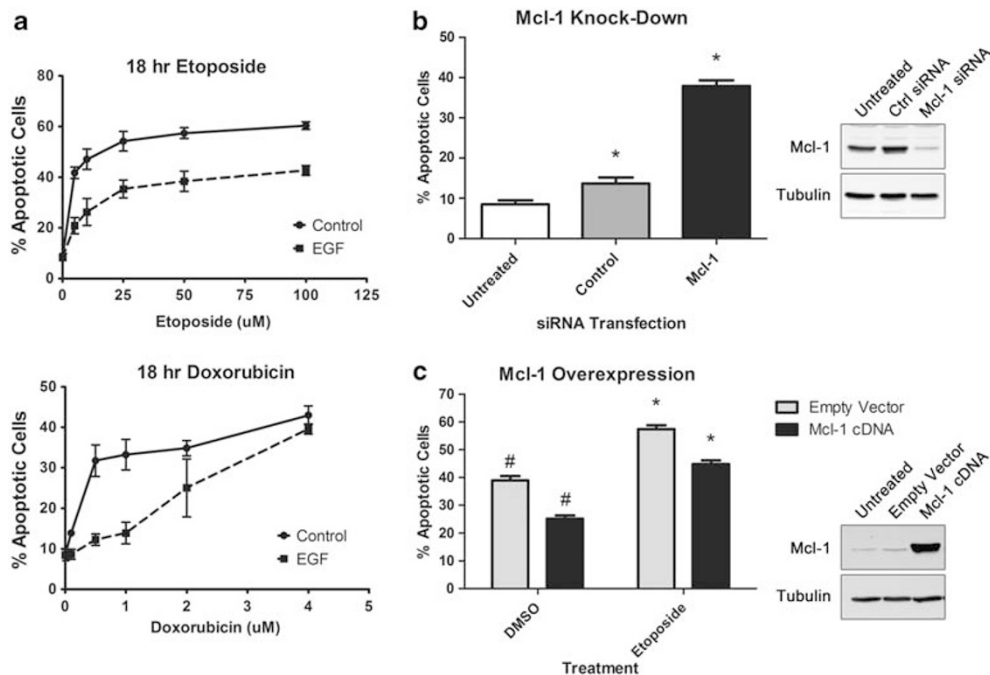 a
18 hr Etoposide
% Apoptotic Cells
80
60
40
20
0
Control
EGF
0 25 50 75 100 125
Etoposide (uM)
18 hr Doxorubicin
% Apoptotic Cells
50
40
30
20
10
0
Control
EGF
0 1 2 3 4 5
Doxorubicin (uM)
b
Mcl-1 Knock-Down
% Apoptotic Cells
50
40
30
20
10
0
*
*
Untreated
Control
Mcl-1
siRNA Transfection
Untreated
Ctrl siRNA
Mcl-1 siRNA
Mcl-1
Tubulin
c
Mcl-1 Overexpression
% Apoptotic Cells
70
60
50
40
30
20
10
0
#
#
*
*
DMSO
Etoposide
Treatment
Empty Vector
Mcl-1 cDNA
Untreated
Empty Vector
Mcl-1 cDNA
Mcl-1
Tubulin